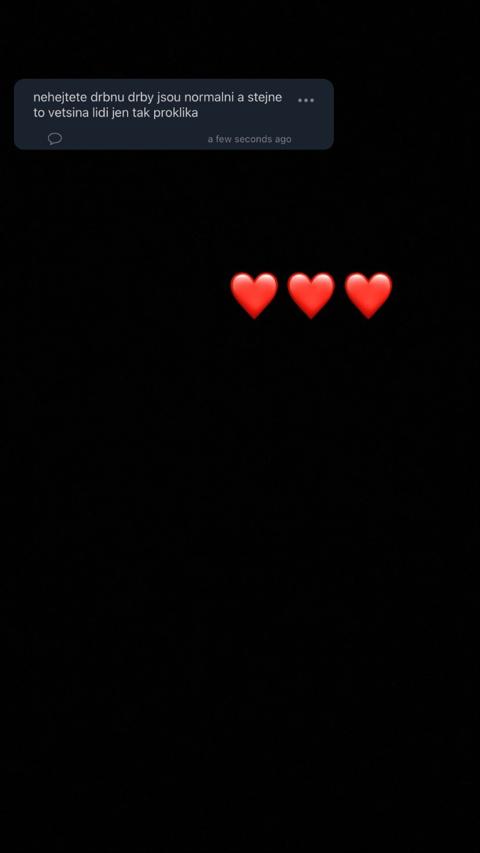 nehejtete drbnu drby jsou normalni a stejne
to vetsina lidi jen tak proklika
a few seconds ago